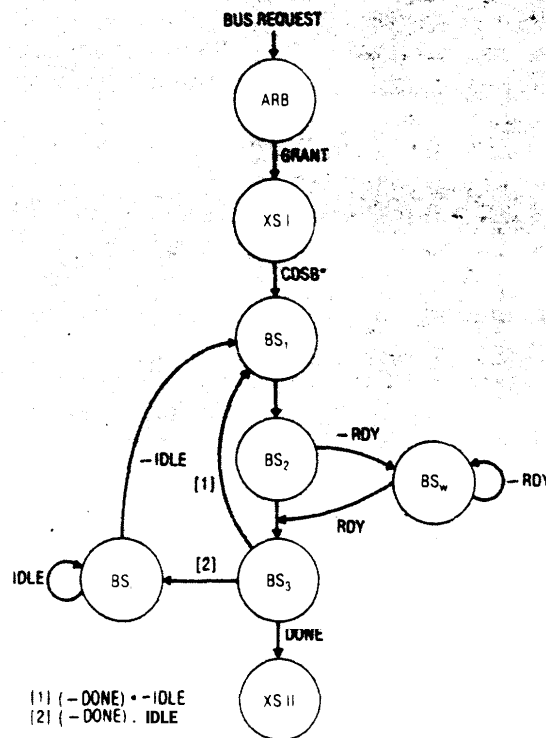 BUS REQUEST
ARB
GRANT
XS I
CDSB*
BS₁
BS₂
-RDY
BSw
-RDY
-IDLE
[1]
RDY
IDLE
BS
[2]
BS₃
DONE
XS II
[1] (-DONE) • -IDLE
[2] (-DONE) . IDLE